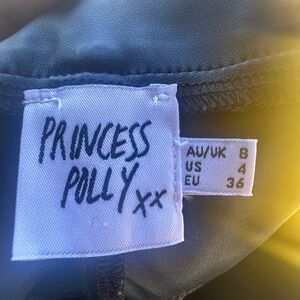 PRINCESS
POLLY xx
AU/UK 8
US 4
EU 36